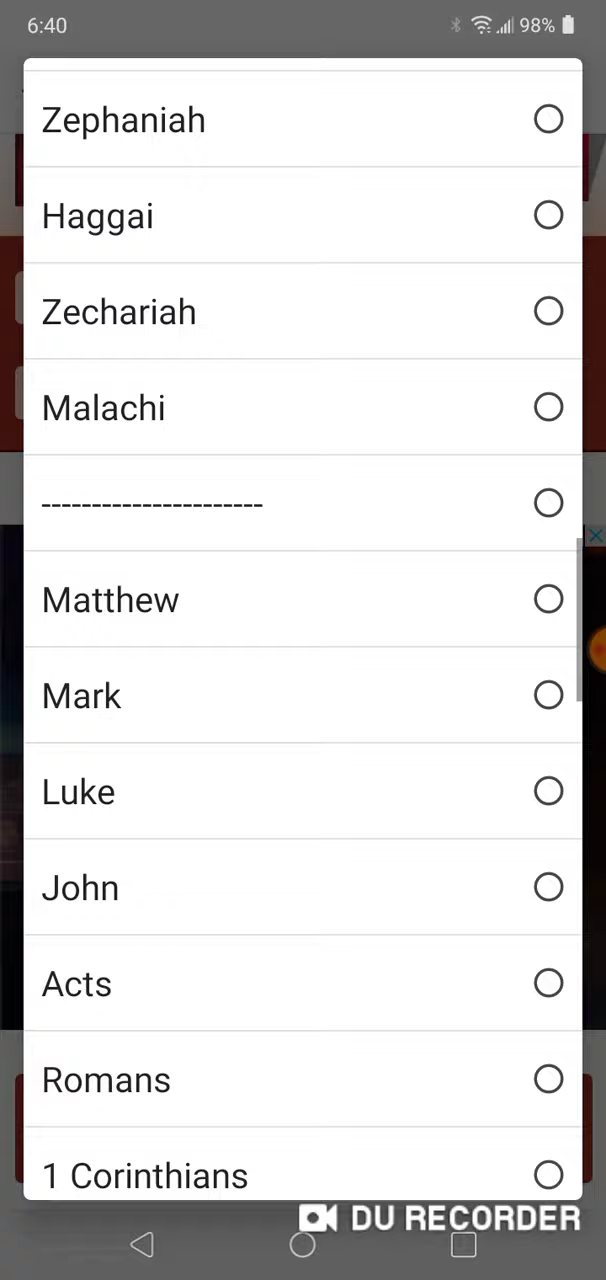 6:40 98%
Zephaniah
Haggai
Zechariah
Malachi
----------------------
Matthew
Mark
Luke
John
Acts
Romans
1 Corinthians
DU RECORDER